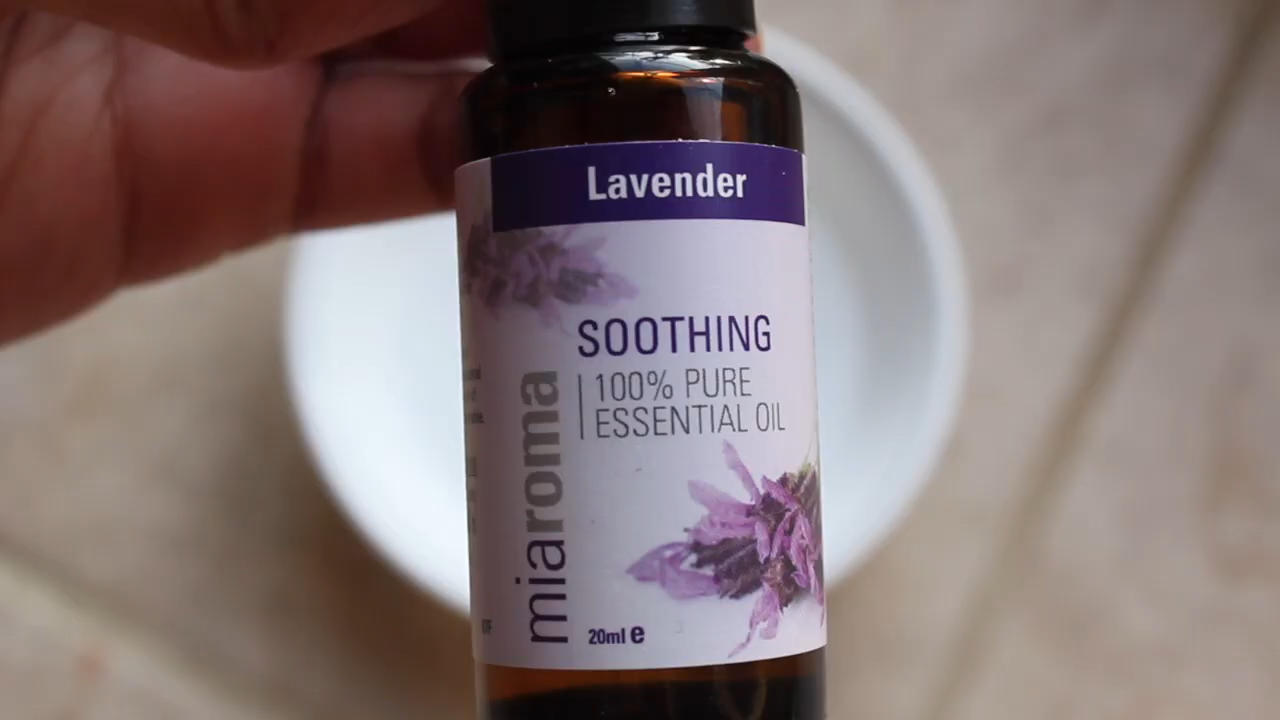 Lavender
SOOTHING
100% PURE
ESSENTIAL OIL
miaroma
20ml e